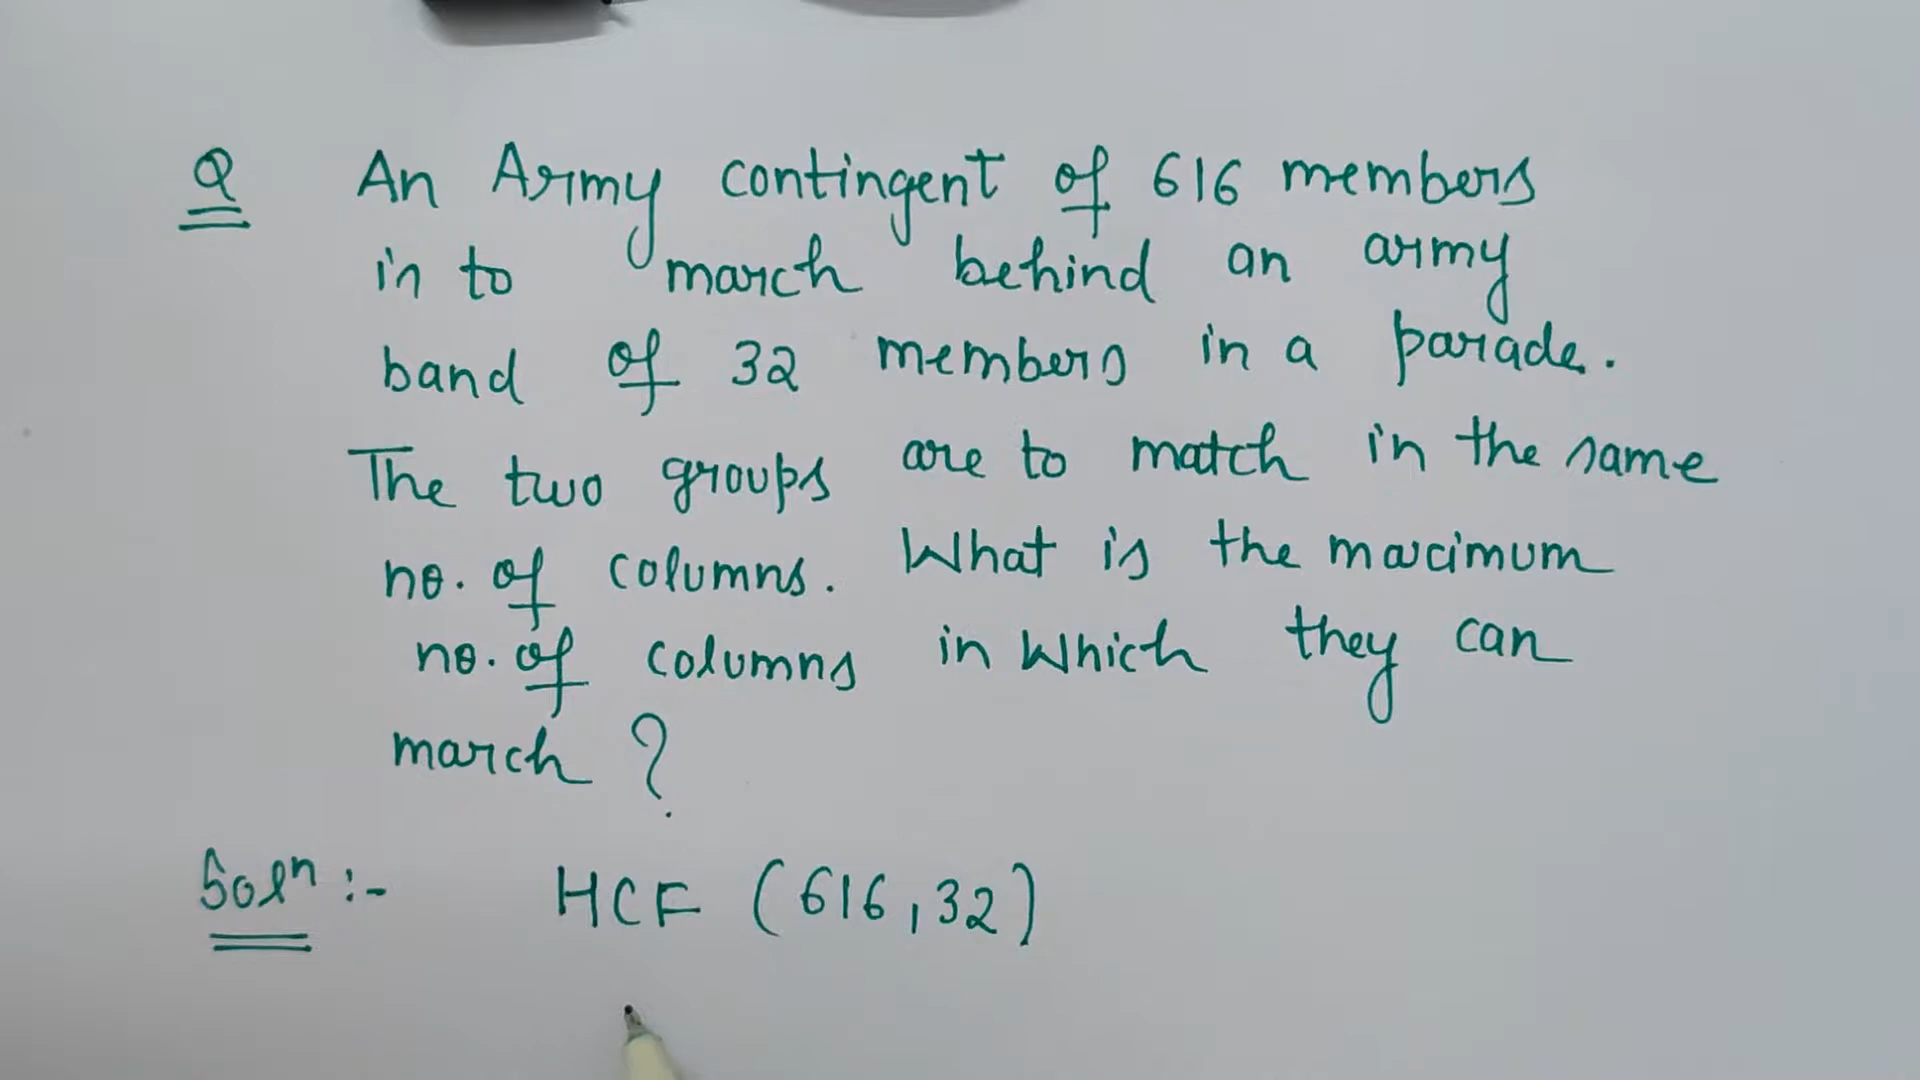 Q An Army contingent of 616 members
in to march behind an army
band of 32 members in a parade.
The two groups are to match in the same
no. of columns. What is the maximum
no. of columns in which they can
march ?
Solⁿ :- HCF (616, 32)